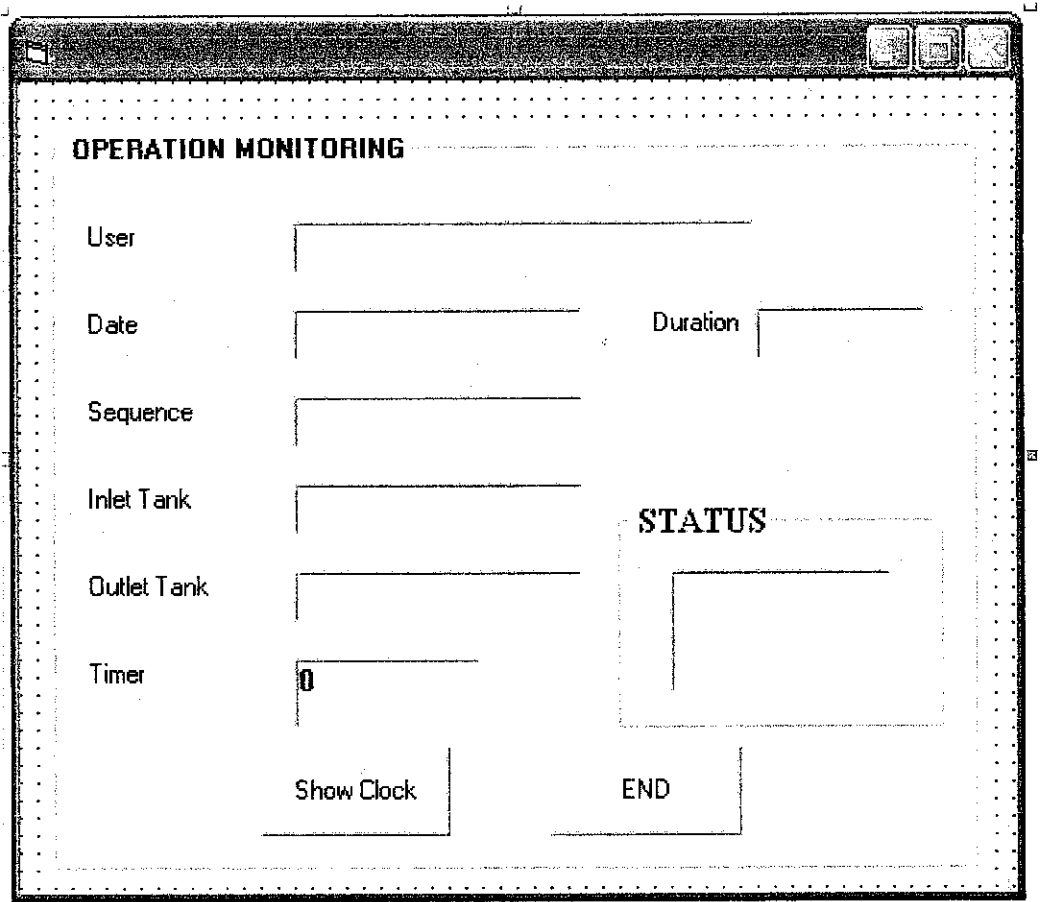 OPERATION MONITORING
User
Date
Duration
Sequence
Inlet Tank
STATUS
Outlet Tank
Timer
0
Show Clock
END